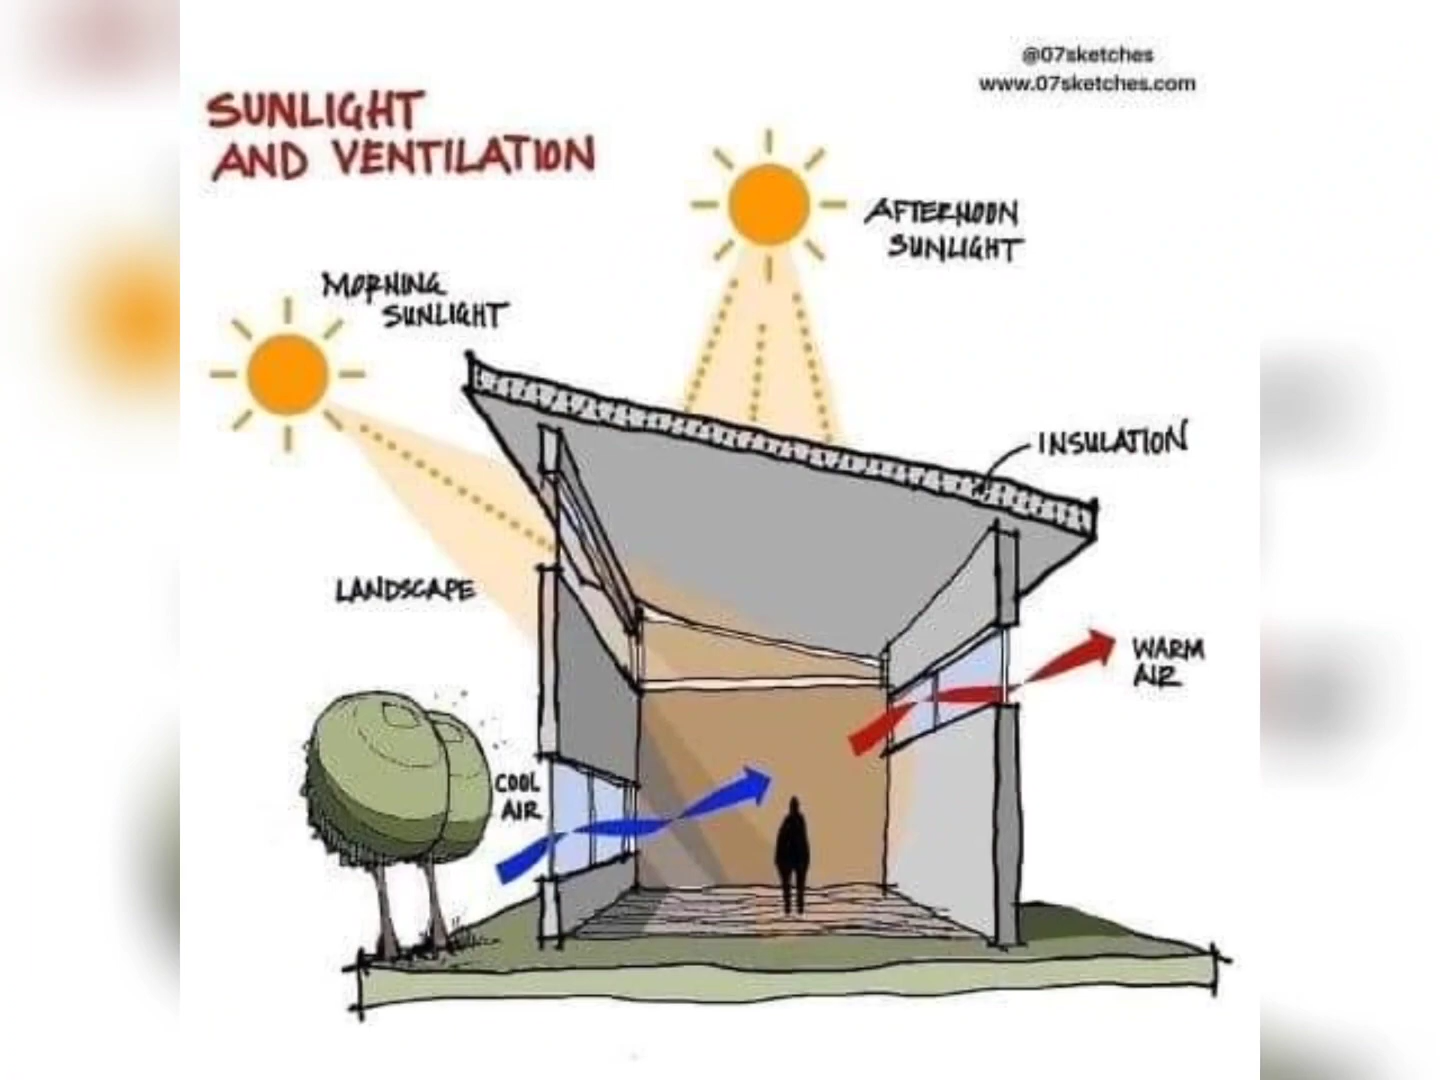 @07sketches
www.07sketches.com
SUNLIGHT
AND VENTILATION
AFTERNOON
SUNLIGHT
MORNING
SUNLIGHT
INSULATION
LANDSCAPE
WARM
AIR
COOL
AIR